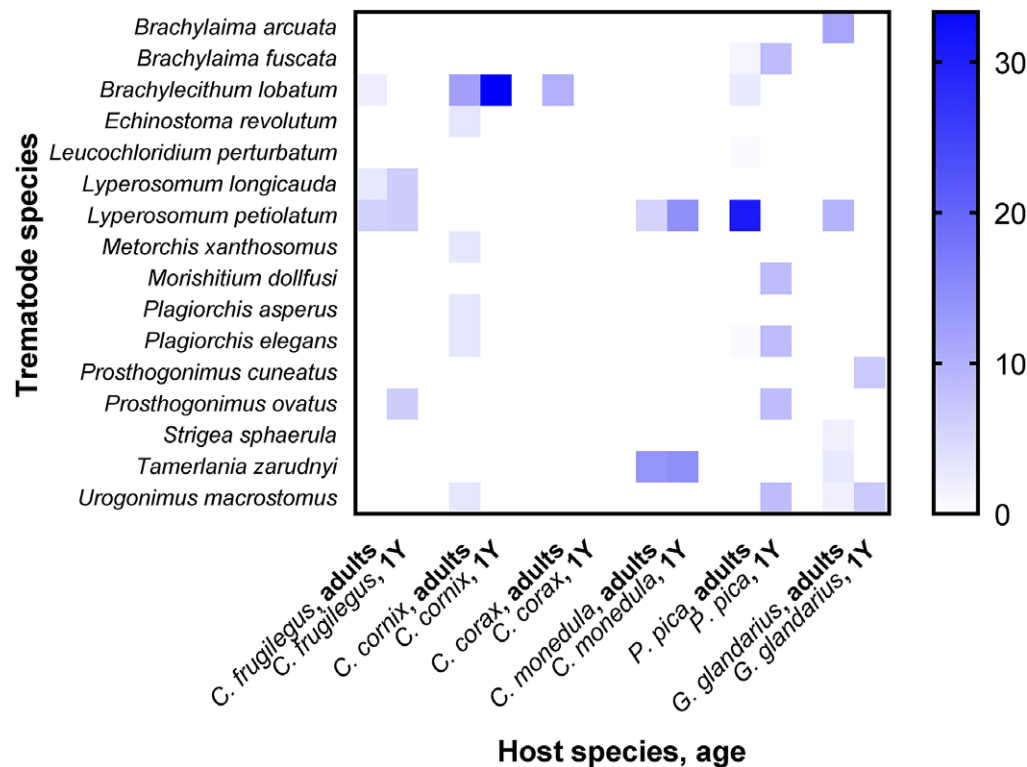 Trematode species
Brachylaima arcuata
Brachylaima fuscata
Brachylecithum lobatum
Echinostoma revolutum
Leucochloridium perturbatum
Lyperosomum longicauda
Lyperosomum petiolatum
Metorchis xanthosomus
Morishitium dollfusi
Plagiorchis asperus
Plagiorchis elegans
Prosthogonimus cuneatus
Prosthogonimus ovatus
Strigea sphaerula
Tamerlania zarudnyi
Urogonimus macrostomus
30
20
10
0
C. frugilegus, adults
C. frugilegus, 1Y
C. cornix, adults
C. cornix, 1Y
C. corax, adults
C. corax, 1Y
C. monedula, adults
C. monedula, 1Y
P. pica, adults
P. pica, 1Y
G. glandarius, adults
G. glandarius, 1Y
Host species, age